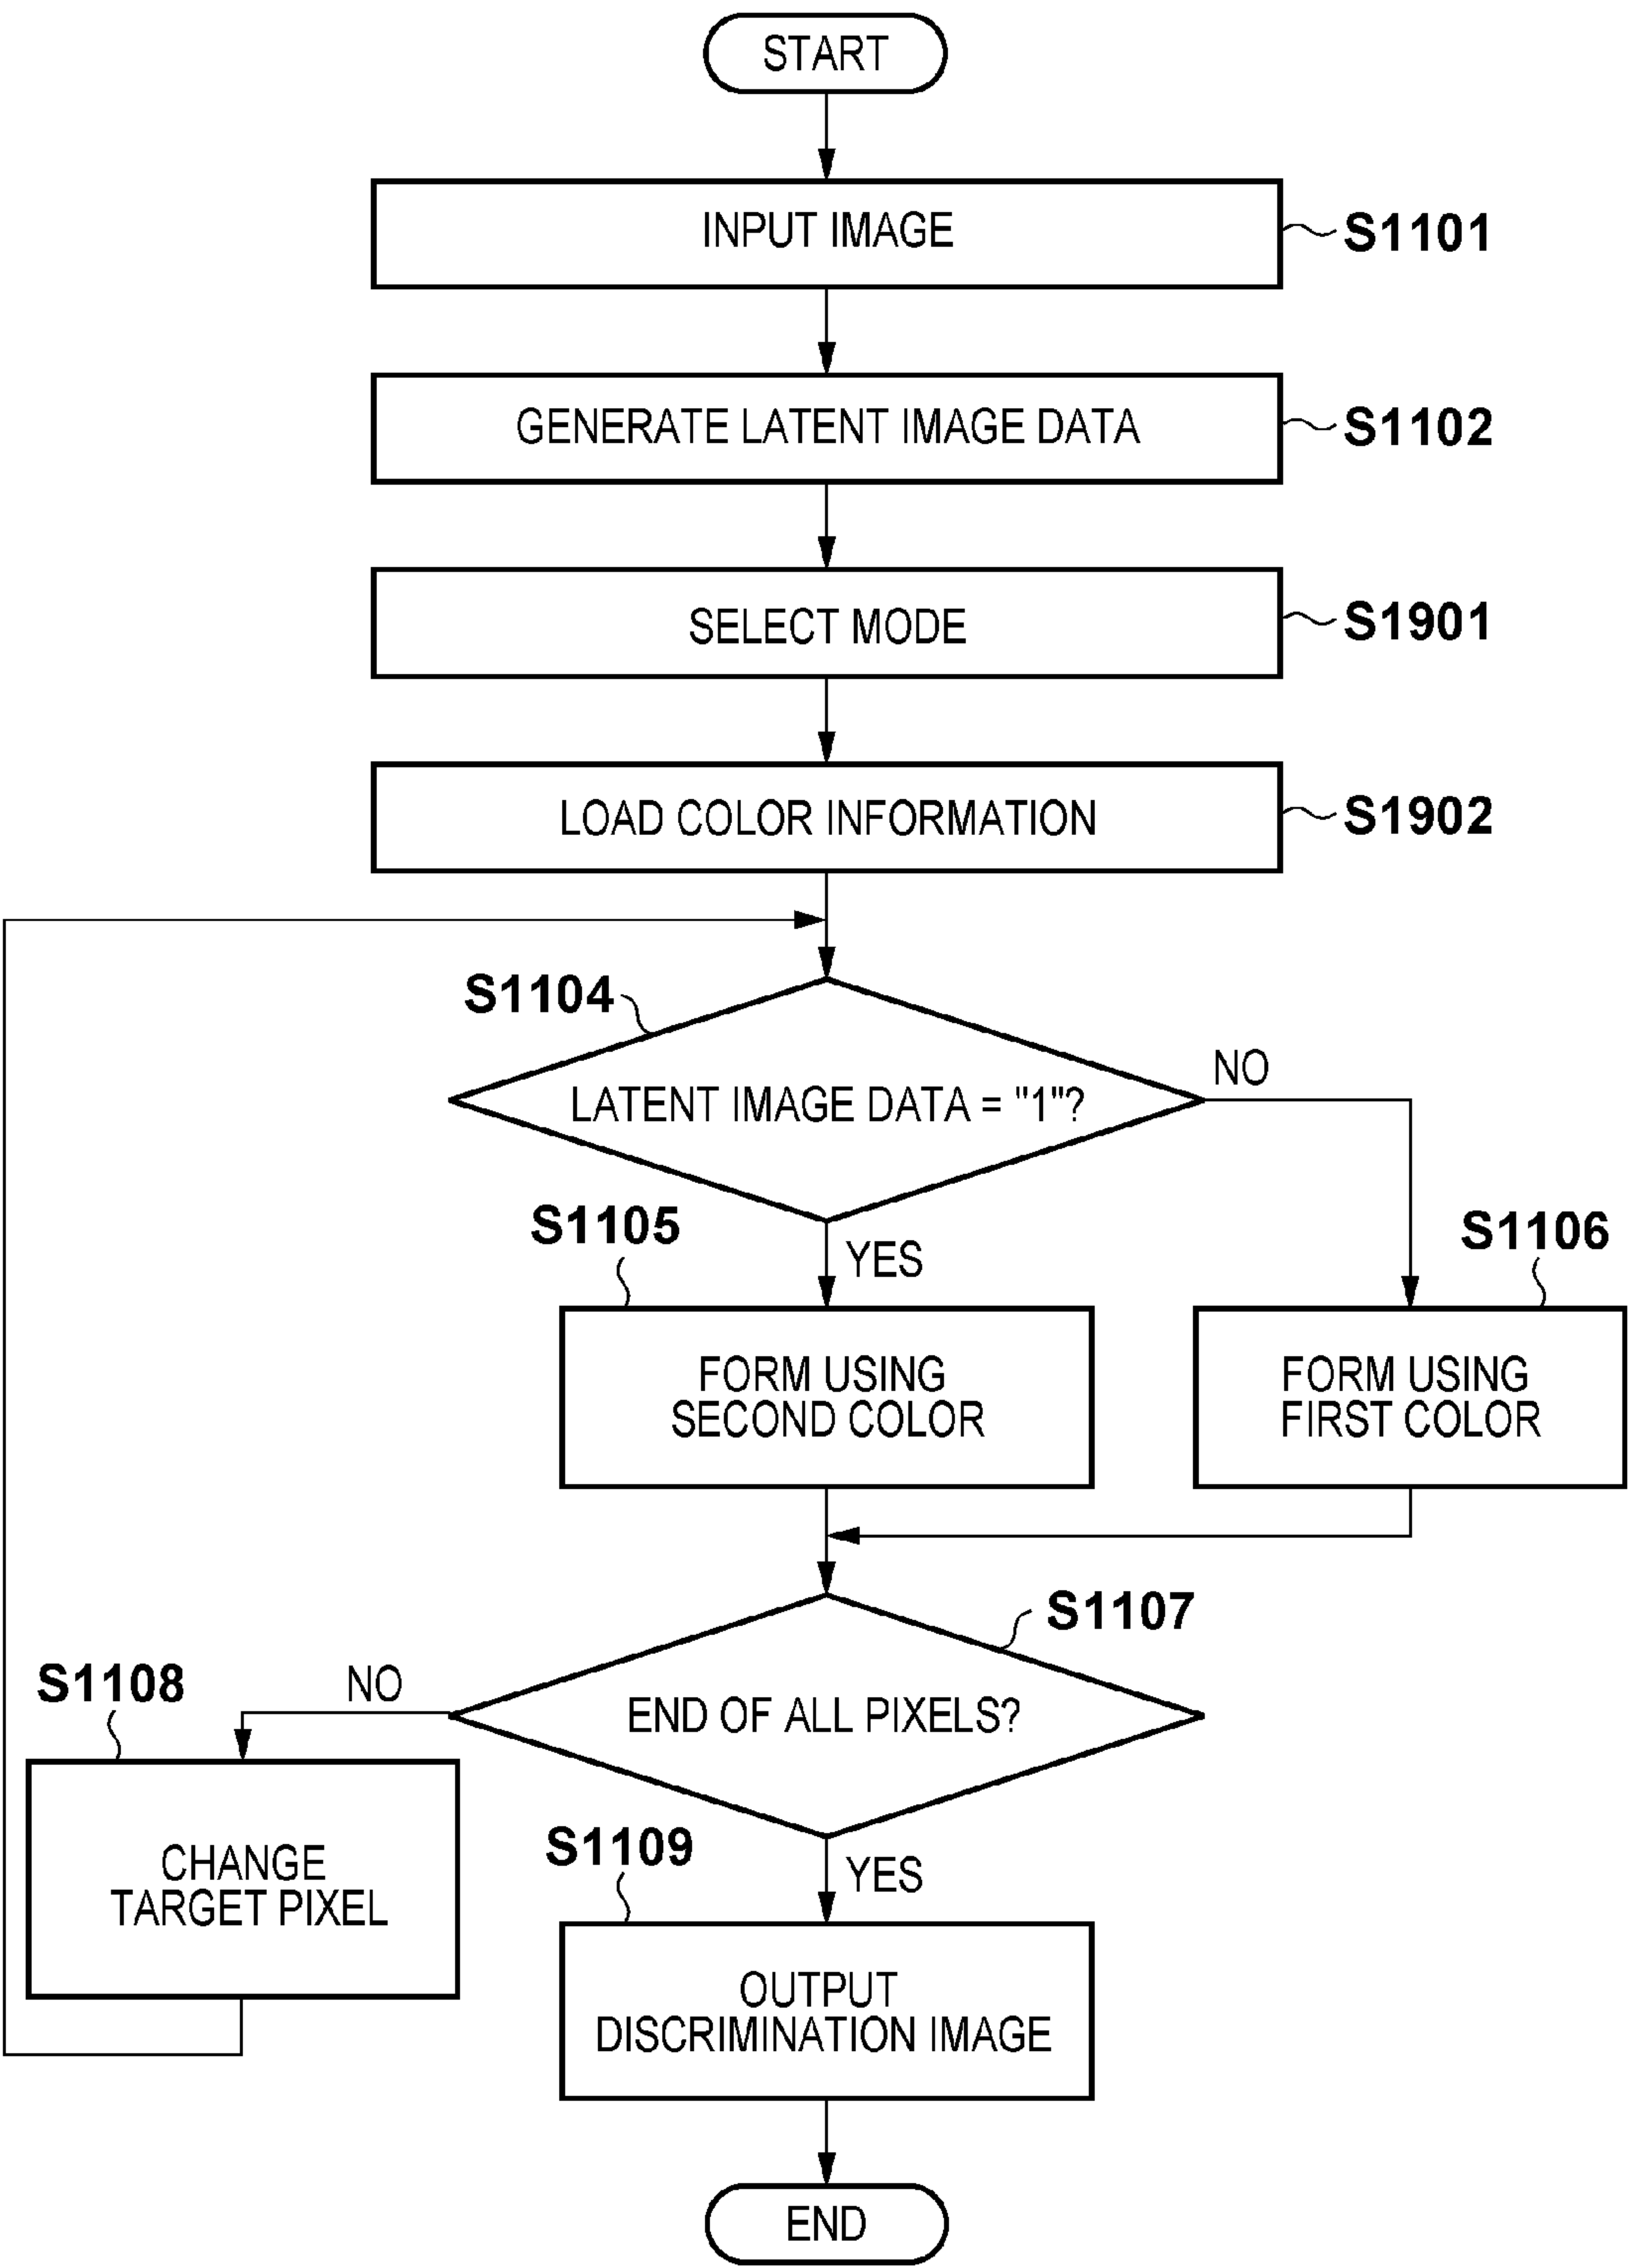 START
INPUT IMAGE
S1101
GENERATE LATENT IMAGE DATA
S1102
SELECT MODE
S1901
LOAD COLOR INFORMATION
S1902
S1104
LATENT IMAGE DATA = "1"?
NO
YES
S1105
FORM USING
SECOND COLOR
S1106
FORM USING
FIRST COLOR
S1107
END OF ALL PIXELS?
NO
S1108
CHANGE
TARGET PIXEL
YES
S1109
OUTPUT
DISCRIMINATION IMAGE
END